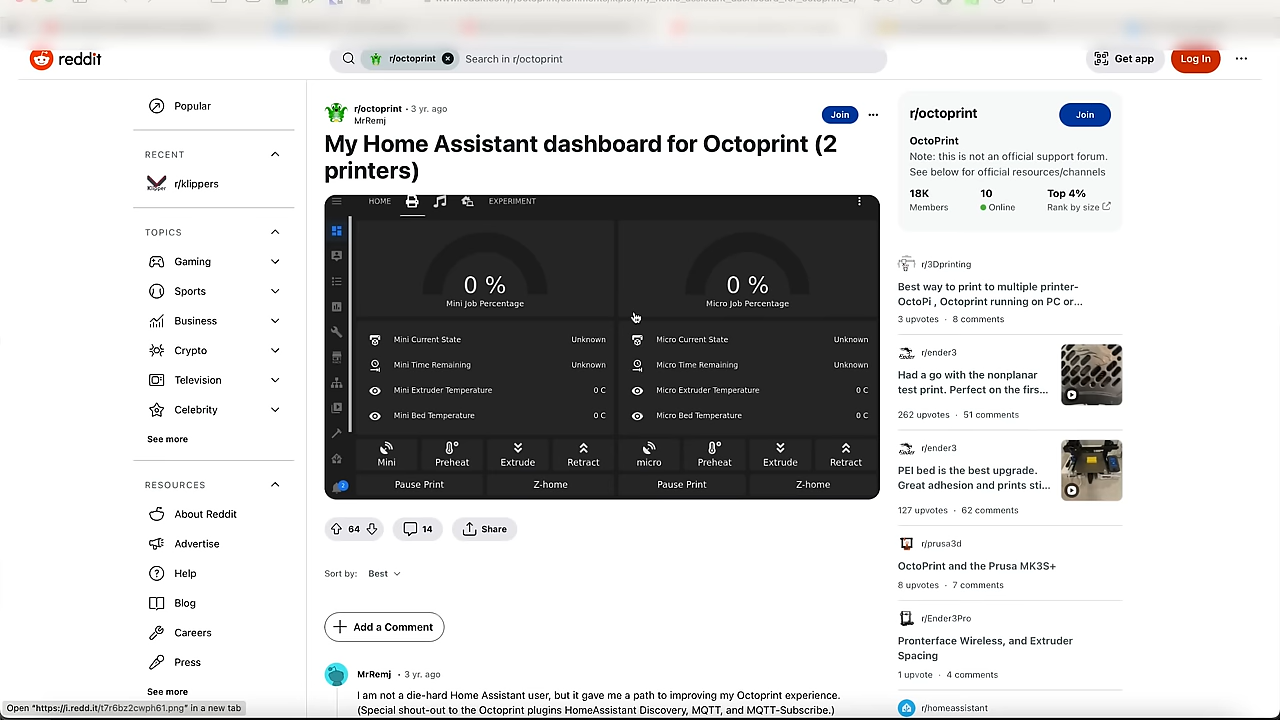 reddit
r/octoprint
Search in r/octoprint
Get app
Log In
Popular
RECENT
r/klippers
TOPICS
Gaming
Sports
Business
Crypto
Television
Celebrity
See more
RESOURCES
About Reddit
Advertise
Help
Blog
Careers
Press
See more
Open "https://i.redd.it/t7r6bz2cwph61.png" in a new tab
r/octoprint • 3 yr. ago
MrRemj
Join
My Home Assistant dashboard for Octoprint (2
printers)
HOME
EXPERIMENT
0 %
Mini Job Percentage
0 %
Micro Job Percentage
Mini Current State Unknown
Mini Time Remaining Unknown
Mini Extruder Temperature 0 C
Mini Bed Temperature 0 C
Micro Current State Unknown
Micro Time Remaining Unknown
Micro Extruder Temperature 0 C
Micro Bed Temperature 0 C
Mini Preheat Extrude Retract
micro Preheat Extrude Retract
Pause Print Z-home
Pause Print Z-home
2
64
14
Share
Sort by: Best
Add a Comment
MrRemj • 3 yr. ago
I am not a die-hard Home Assistant user, but it gave me a path to improving my Octoprint experience.
(Special shout-out to the Octoprint plugins HomeAssistant Discovery, MQTT, and MQTT-Subscribe.)
r/octoprint
Join
OctoPrint
Note: this is not an official support forum.
See below for official resources/channels
18K 10 Top 4%
Members Online Rank by size
r/3Dprinting
Best way to print to multiple printer-
OctoPi , Octoprint running on PC or...
3 upvotes · 8 comments
r/ender3
Had a go with the nonplanar
test print. Perfect on the firs...
262 upvotes · 51 comments
r/ender3
PEI bed is the best upgrade.
Great adhesion and prints sti...
127 upvotes · 62 comments
r/prusa3d
OctoPrint and the Prusa MK3S+
8 upvotes · 7 comments
r/Ender3Pro
Pronterface Wireless, and Extruder
Spacing
1 upvote · 4 comments
r/homeassistant